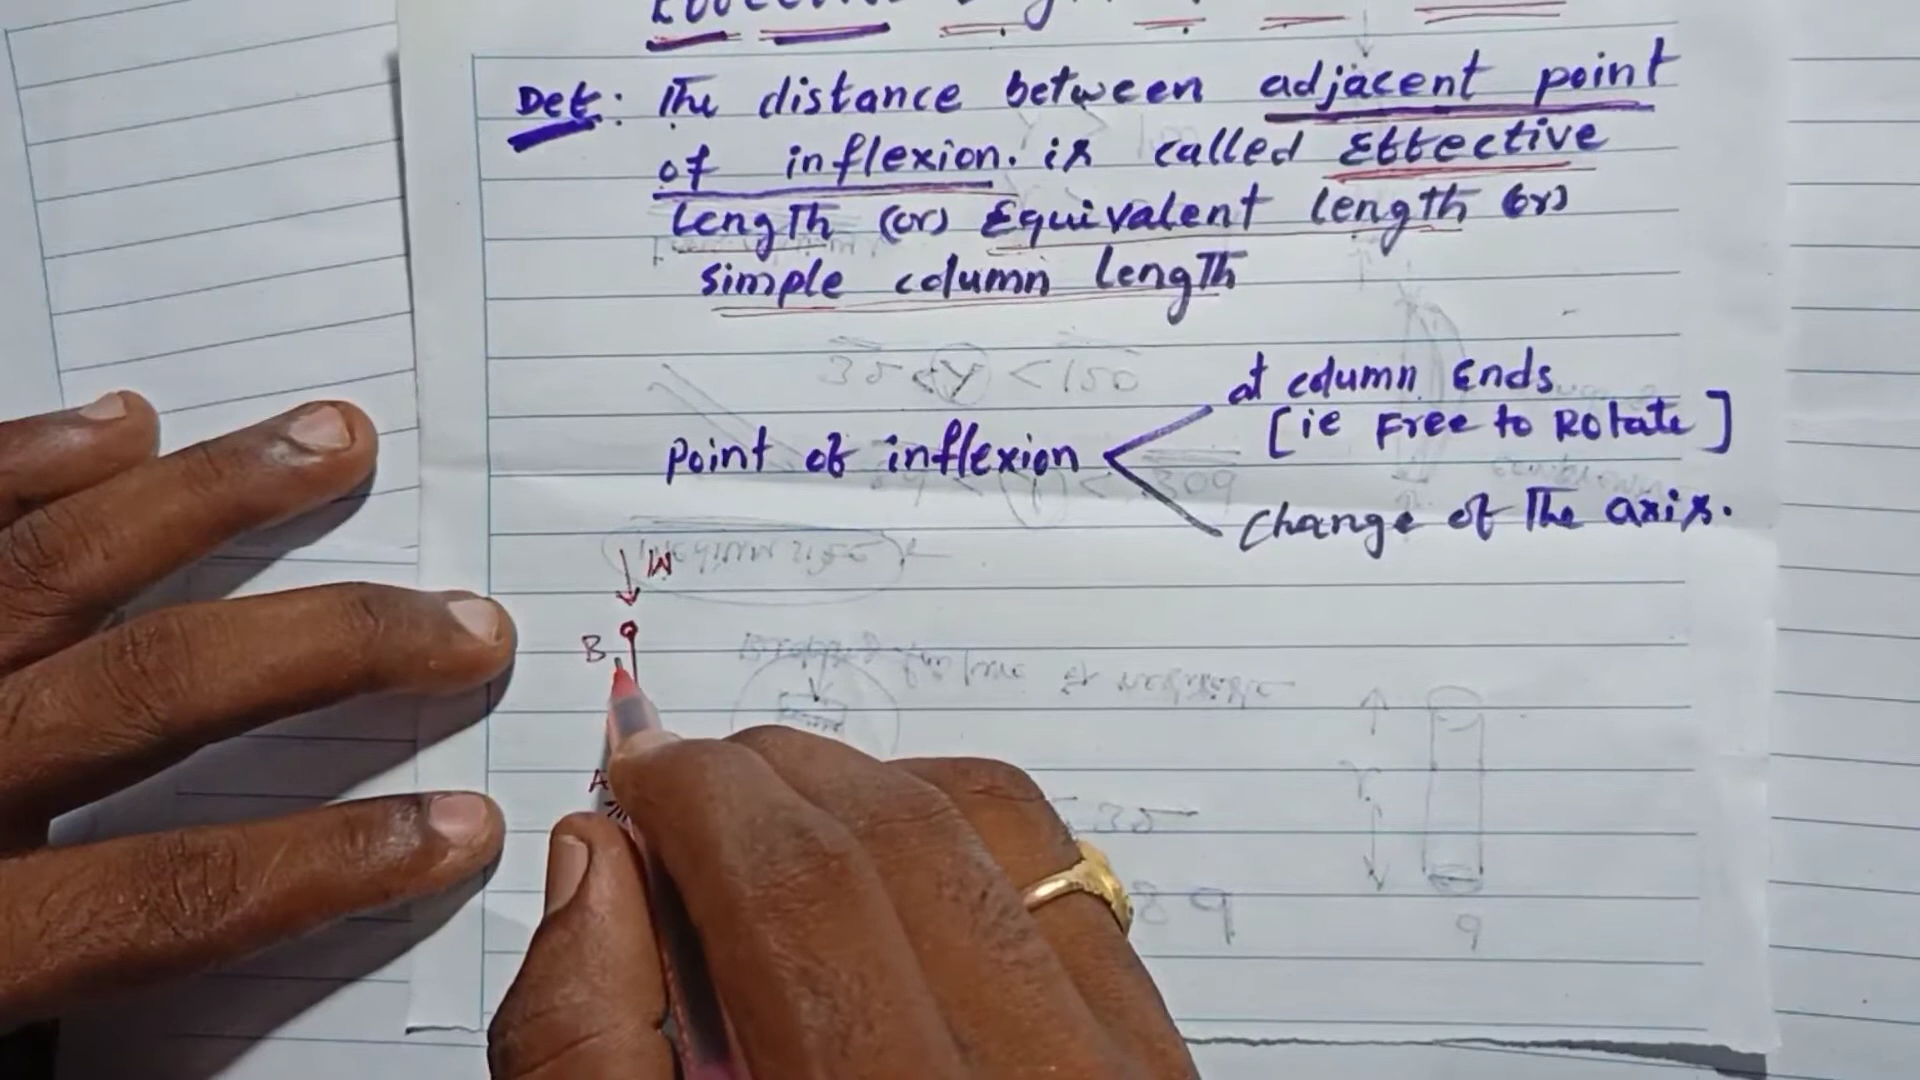 Def: The distance between adjacent point
of inflexion. is called Effective
Length (or) Equivalent length (or)
simple column Length
at column Ends
[ie Free to Rotate]
point of inflexion
change of The axis.
W
B
A